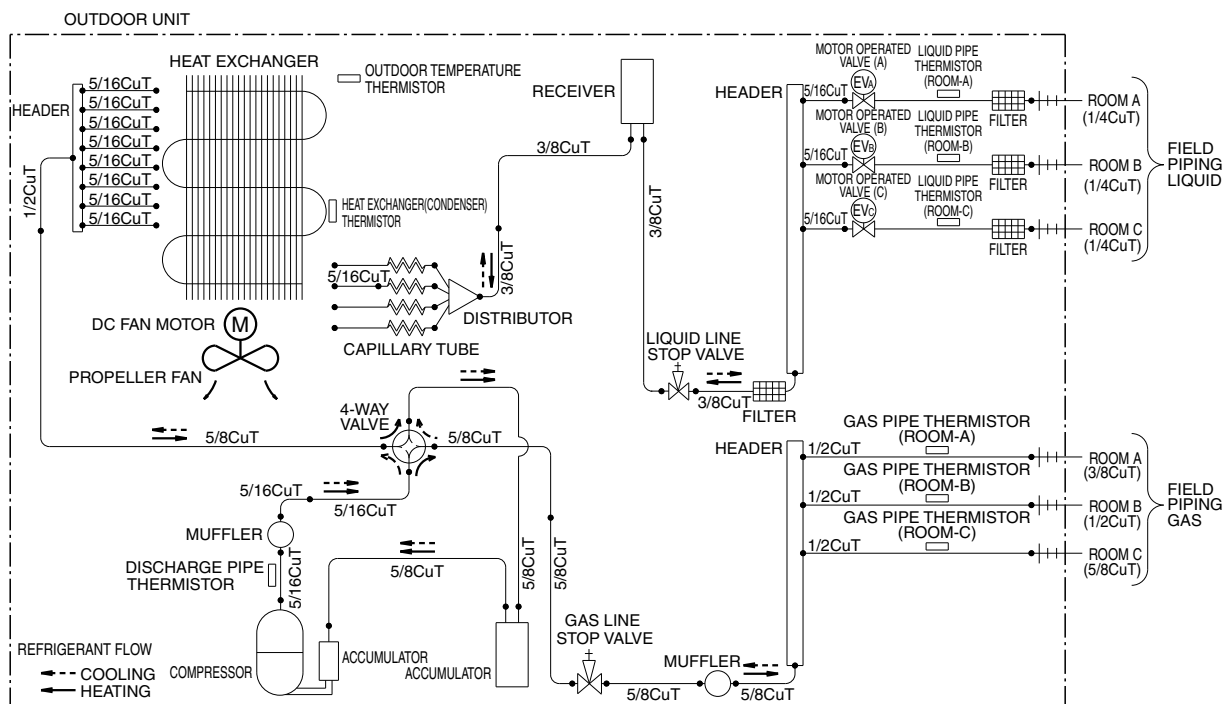 OUTDOOR UNIT
HEAT EXCHANGER
HEADER
5/16CuT
5/16CuT
5/16CuT
5/16CuT
5/16CuT
5/16CuT
5/16CuT
5/16CuT
1/2CuT
OUTDOOR TEMPERATURE
THERMISTOR
HEAT EXCHANGER(CONDENSER)
THERMISTOR
DC FAN MOTOR
M
PROPELLER FAN
5/16CuT
CAPILLARY TUBE
DISTRIBUTOR
3/8CuT
3/8CuT
RECEIVER
3/8CuT
LIQUID LINE
STOP VALVE
3/8CuT
FILTER
HEADER
MOTOR OPERATED
VALVE (A)
EVA
5/16CuT
LIQUID PIPE
THERMISTOR
(ROOM-A)
FILTER
ROOM A
(1/4CuT)
MOTOR OPERATED
VALVE (B)
EVB
5/16CuT
LIQUID PIPE
THERMISTOR
(ROOM-B)
FILTER
ROOM B
(1/4CuT)
MOTOR OPERATED
VALVE (C)
EVC
5/16CuT
LIQUID PIPE
THERMISTOR
(ROOM-C)
FILTER
ROOM C
(1/4CuT)
FIELD
PIPING
LIQUID
4-WAY
VALVE
5/8CuT
5/8CuT
5/16CuT
5/16CuT
MUFFLER
DISCHARGE PIPE
THERMISTOR
5/16CuT
5/8CuT
5/8CuT
5/8CuT
COMPRESSOR
ACCUMULATOR
ACCUMULATOR
REFRIGERANT FLOW
COOLING
HEATING
GAS LINE
STOP VALVE
5/8CuT
MUFFLER
5/8CuT
HEADER
GAS PIPE THERMISTOR
(ROOM-A)
1/2CuT
ROOM A
(3/8CuT)
GAS PIPE THERMISTOR
(ROOM-B)
1/2CuT
ROOM B
(1/2CuT)
GAS PIPE THERMISTOR
(ROOM-C)
1/2CuT
ROOM C
(5/8CuT)
FIELD
PIPING
GAS